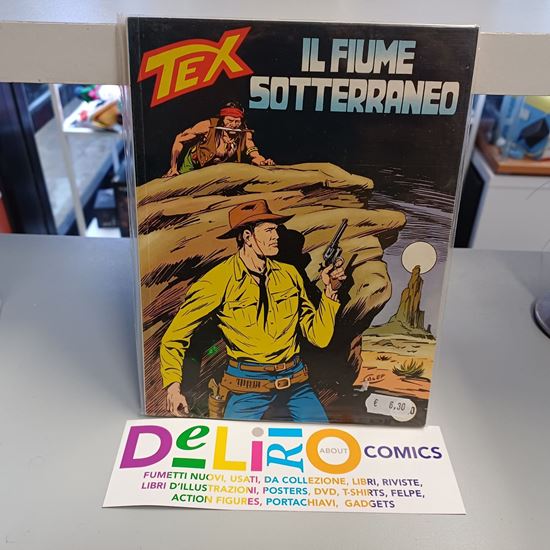 TEX
IL FIUME
SOTTERRANEO
€ 6,30
DeLiRiO
ABOUT
COMICS
FUMETTI NUOVI, USATI, DA COLLEZIONE, LIBRI, RIVISTE,
LIBRI D'ILLUSTRAZIONI, POSTERS, DVD, T-SHIRTS, FELPE,
ACTION FIGURES, PORTACHIAVI, GADGETS